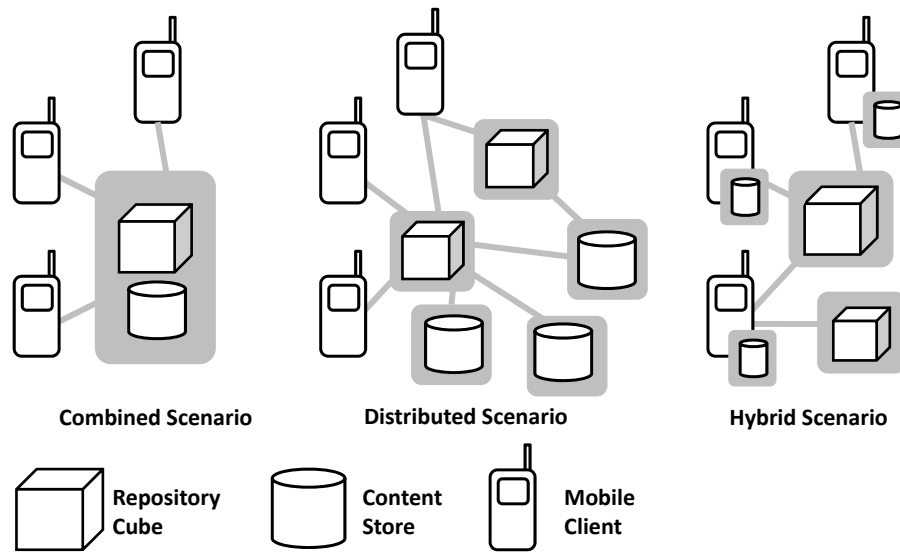 Combined Scenario
Distributed Scenario
Hybrid Scenario
Repository
Cube
Content
Store
Mobile
Client